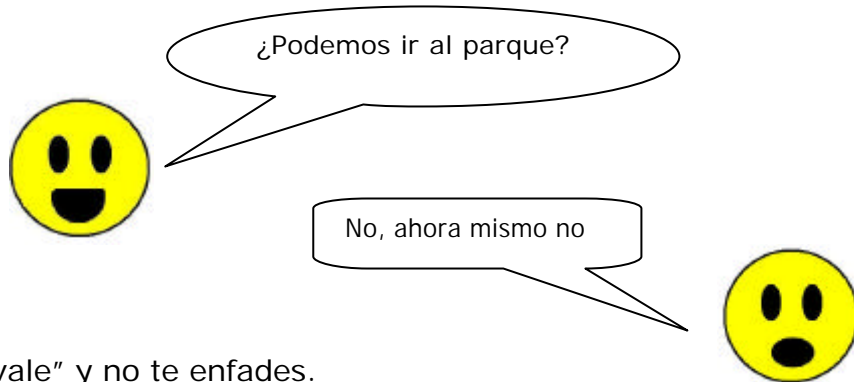 ¿Podemos ir al parque?
No, ahora mismo no
vale" y no te enfades.